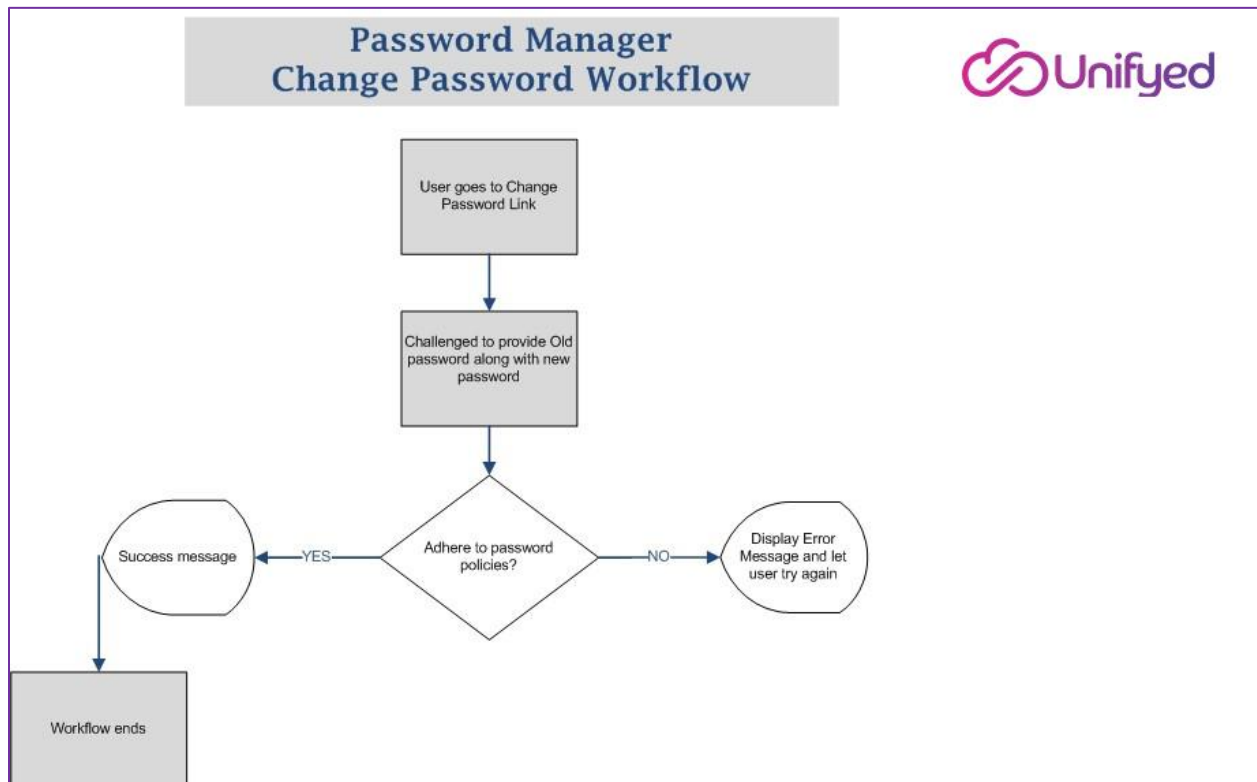 Password Manager
Change Password Workflow
Unifyed
User goes to Change
Password Link
Challenged to provide Old
password along with new
password
Adhere to password
policies?
YES
Success message
NO
Display Error
Message and let
user try again
Workflow ends